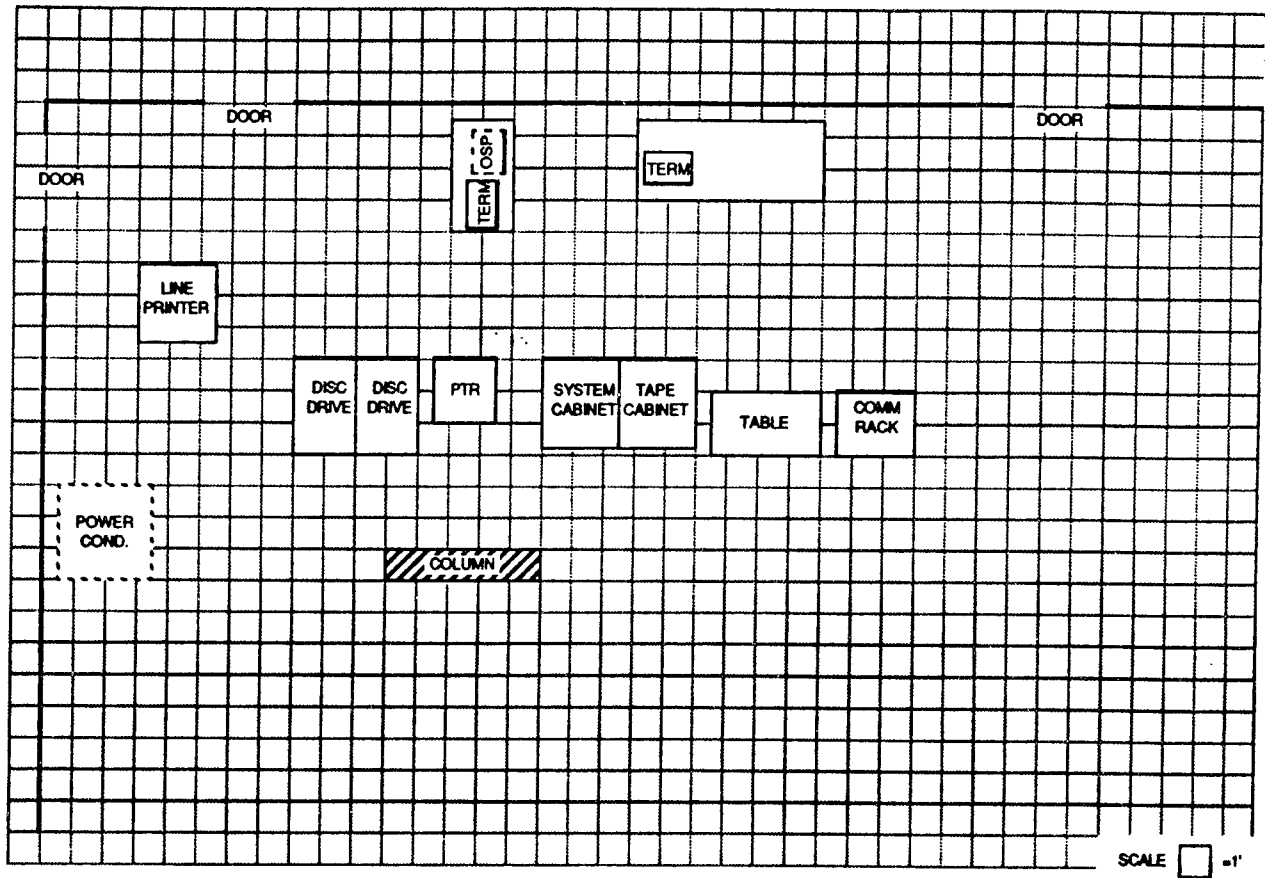 DOOR
DOOR
DOOR
OSP
TERM
TERM
LINE
PRINTER
DISC
DRIVE
DISC
DRIVE
PTR
SYSTEM
CABINET
TAPE
CABINET
TABLE
COMM
RACK
POWER
COND.
COLUMN
SCALE =1'